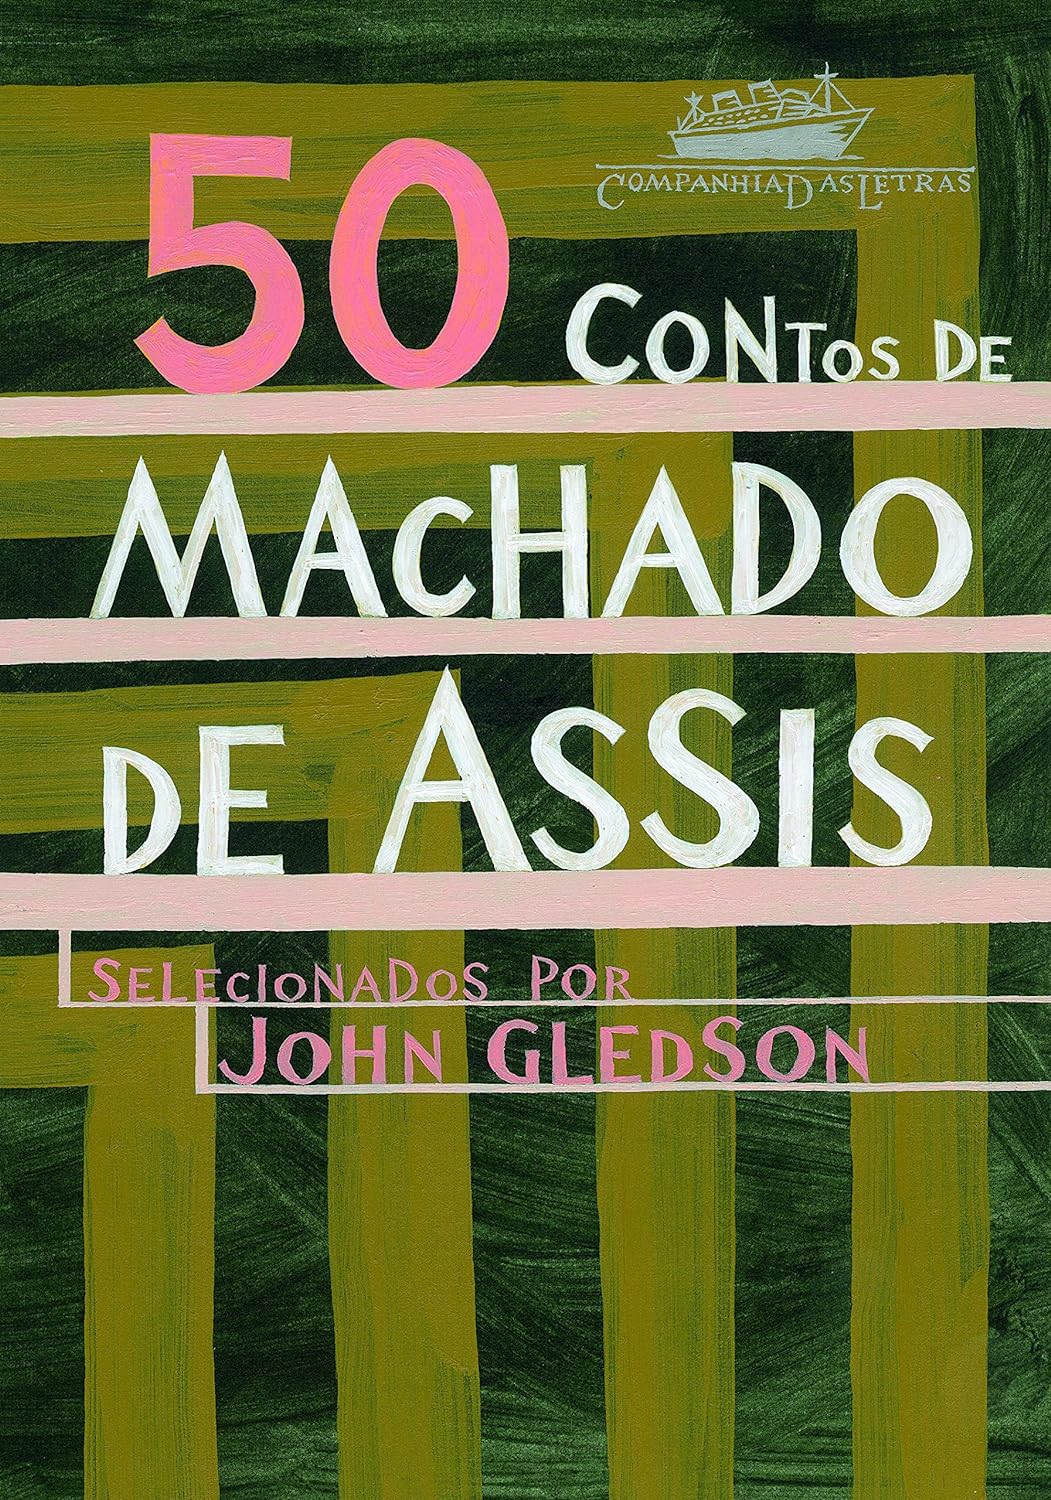 COMPANHIA DAS LETRAS
50 CONTOS DE
MACHADO
DE ASSIS
SELECIONADOS POR
JOHN GLEDSON